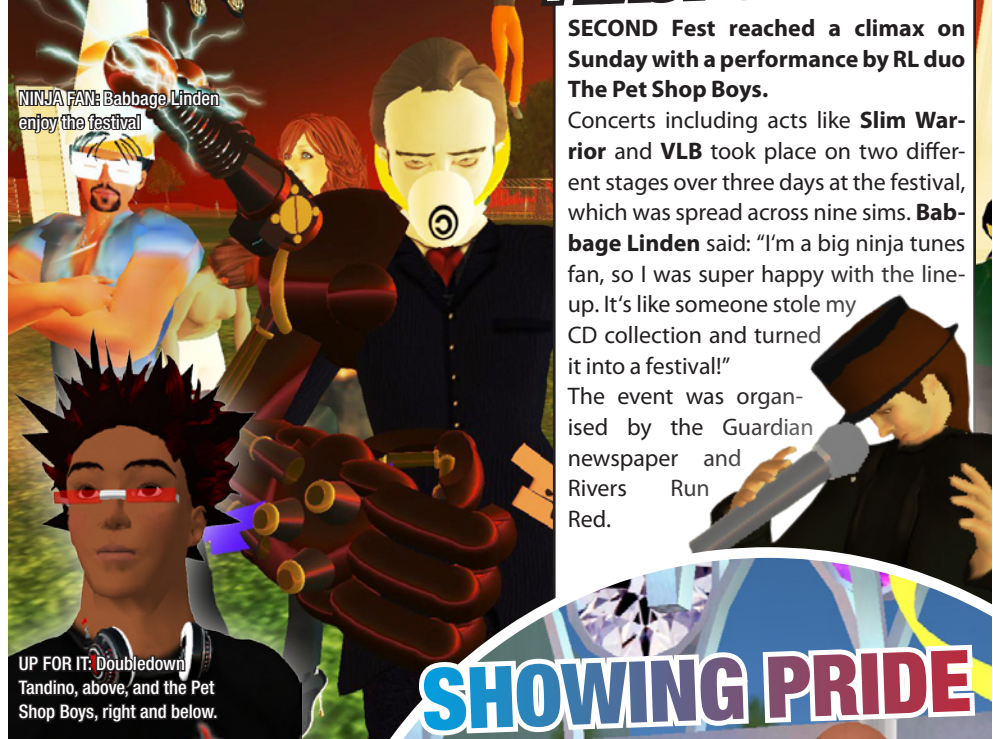 NINJA FAN: Babbage Linden
enjoy the festival
UP FOR IT: Doubledown
Tandino, above, and the Pet
Shop Boys, right and below.
SECOND Fest reached a climax on
Sunday with a performance by RL duo
The Pet Shop Boys.
Concerts including acts like Slim War-
rior and VLB took place on two differ-
ent stages over three days at the festival,
which was spread across nine sims. Bab-
bage Linden said: “I‘m a big ninja tunes
fan, so I was super happy with the line-
up. It‘s like someone stole my
CD collection and turned
it into a festival!”
The event was organ-
ised by the Guardian
newspaper and
Rivers Run
Red.
SHOWING PRIDE